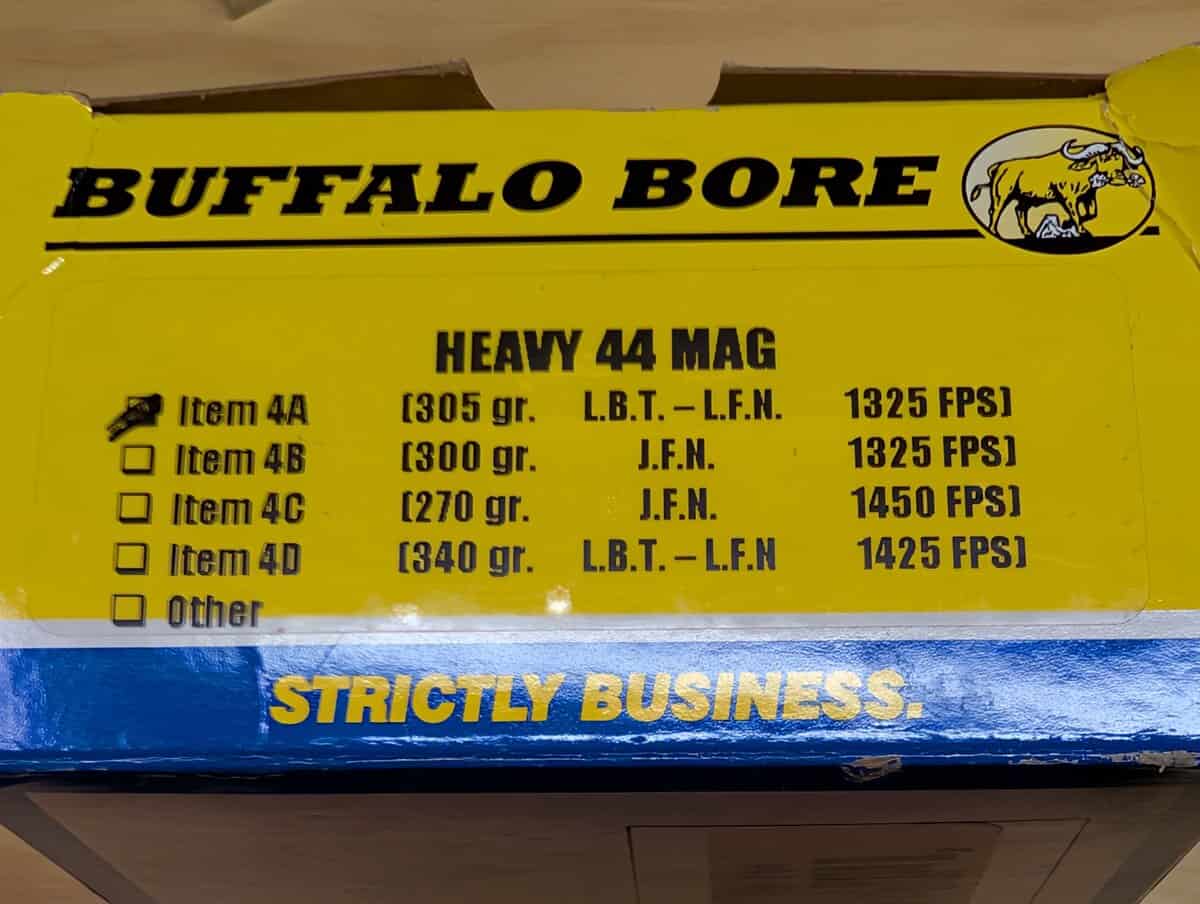 BUFFALO BORE
HEAVY 44 MAG
Item 4A [305 gr. L.B.T. – L.F.N. 1325 FPS]
Item 4B [300 gr. J.F.N. 1325 FPS]
Item 4C [270 gr. J.F.N. 1450 FPS]
Item 4D [340 gr. L.B.T. – L.F.N 1425 FPS]
Other
STRICTLY BUSINESS.